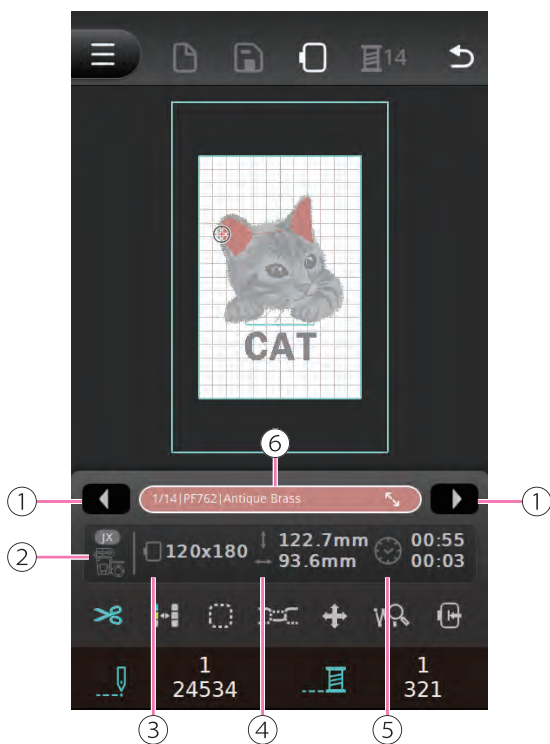 14
CAT
⑥
①
1/14|PF762|Antique Brass
①
②
JX
120x180
122.7mm
93.6mm
00:55
00:03
1
24534
1
321
③
④
⑤